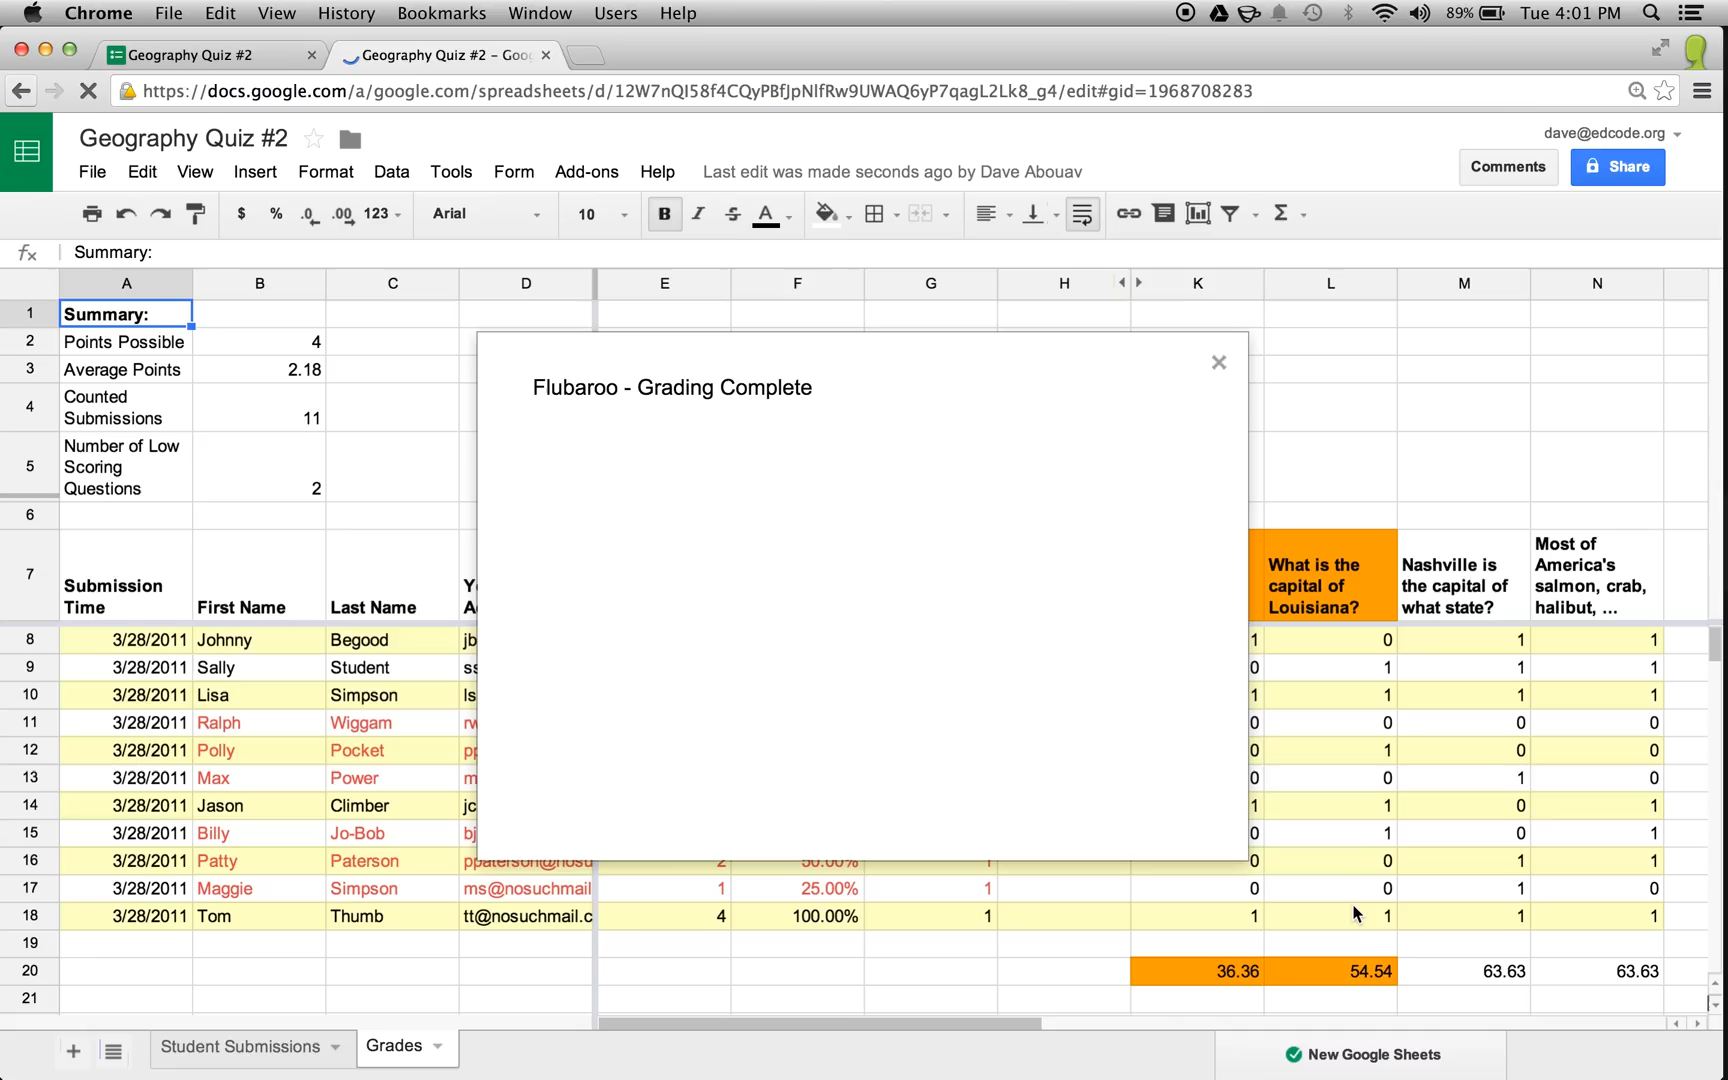 Chrome File Edit View History Bookmarks Window Users Help 89% Tue 4:01 PM
Geography Quiz #2 Geography Quiz #2 - Goo
https://docs.google.com/a/google.com/spreadsheets/d/12W7nQI58f4CQyPBfJpNlfRw9UWAQ6yP7qagL2Lk8_g4/edit#gid=1968708283
Geography Quiz #2 dave@edcode.org
File Edit View Insert Format Data Tools Form Add-ons Help Last edit was made seconds ago by Dave Abouav Comments Share
$ % .0 .00 123 Arial 10 B I S A Σ
fx Summary:
A B C D E F G H K L M N
1 Summary:
2 Points Possible 4
3 Average Points 2.18
4 Counted Submissions 11
5 Number of Low Scoring Questions 2
Flubaroo - Grading Complete
6
7 Submission Time First Name Last Name What is the capital of Louisiana? Nashville is the capital of what state? Most of America's salmon, crab, halibut, ...
8 3/28/2011 Johnny Begood jb 1 0 1 1
9 3/28/2011 Sally Student ss 0 1 1 1
10 3/28/2011 Lisa Simpson ls 1 1 1 1
11 3/28/2011 Ralph Wiggam rw 0 0 0 0
12 3/28/2011 Polly Pocket pp 0 1 0 0
13 3/28/2011 Max Power m 0 0 1 0
14 3/28/2011 Jason Climber jc 1 1 0 1
15 3/28/2011 Billy Jo-Bob bj 0 1 0 1
16 3/28/2011 Patty Paterson ppaterson@nosu 2 50.00% 1 0 0 1 1
17 3/28/2011 Maggie Simpson ms@nosuchmail 1 25.00% 1 0 0 1 0
18 3/28/2011 Tom Thumb tt@nosuchmail.c 4 100.00% 1 1 1 1 1
19
20 36.36 54.54 63.63 63.63
21
Student Submissions Grades New Google Sheets